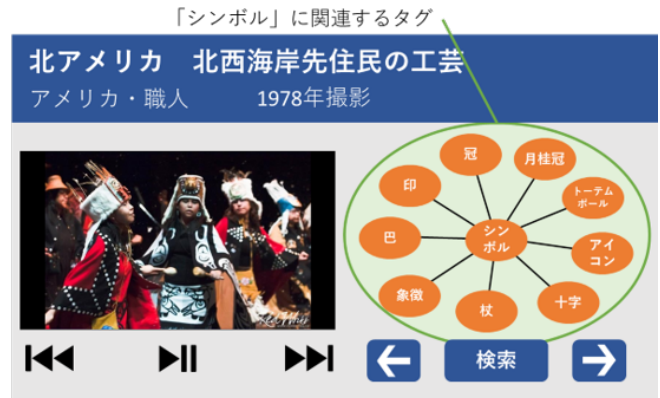 「シンボル」に関連するタグ
北アメリカ　北西海岸先住民の工芸
アメリカ・職人　1978年撮影
冠
月桂冠
印
トーテム
ポール
巴
シン
ボル
アイ
コン
象徴
杖
十字
検索